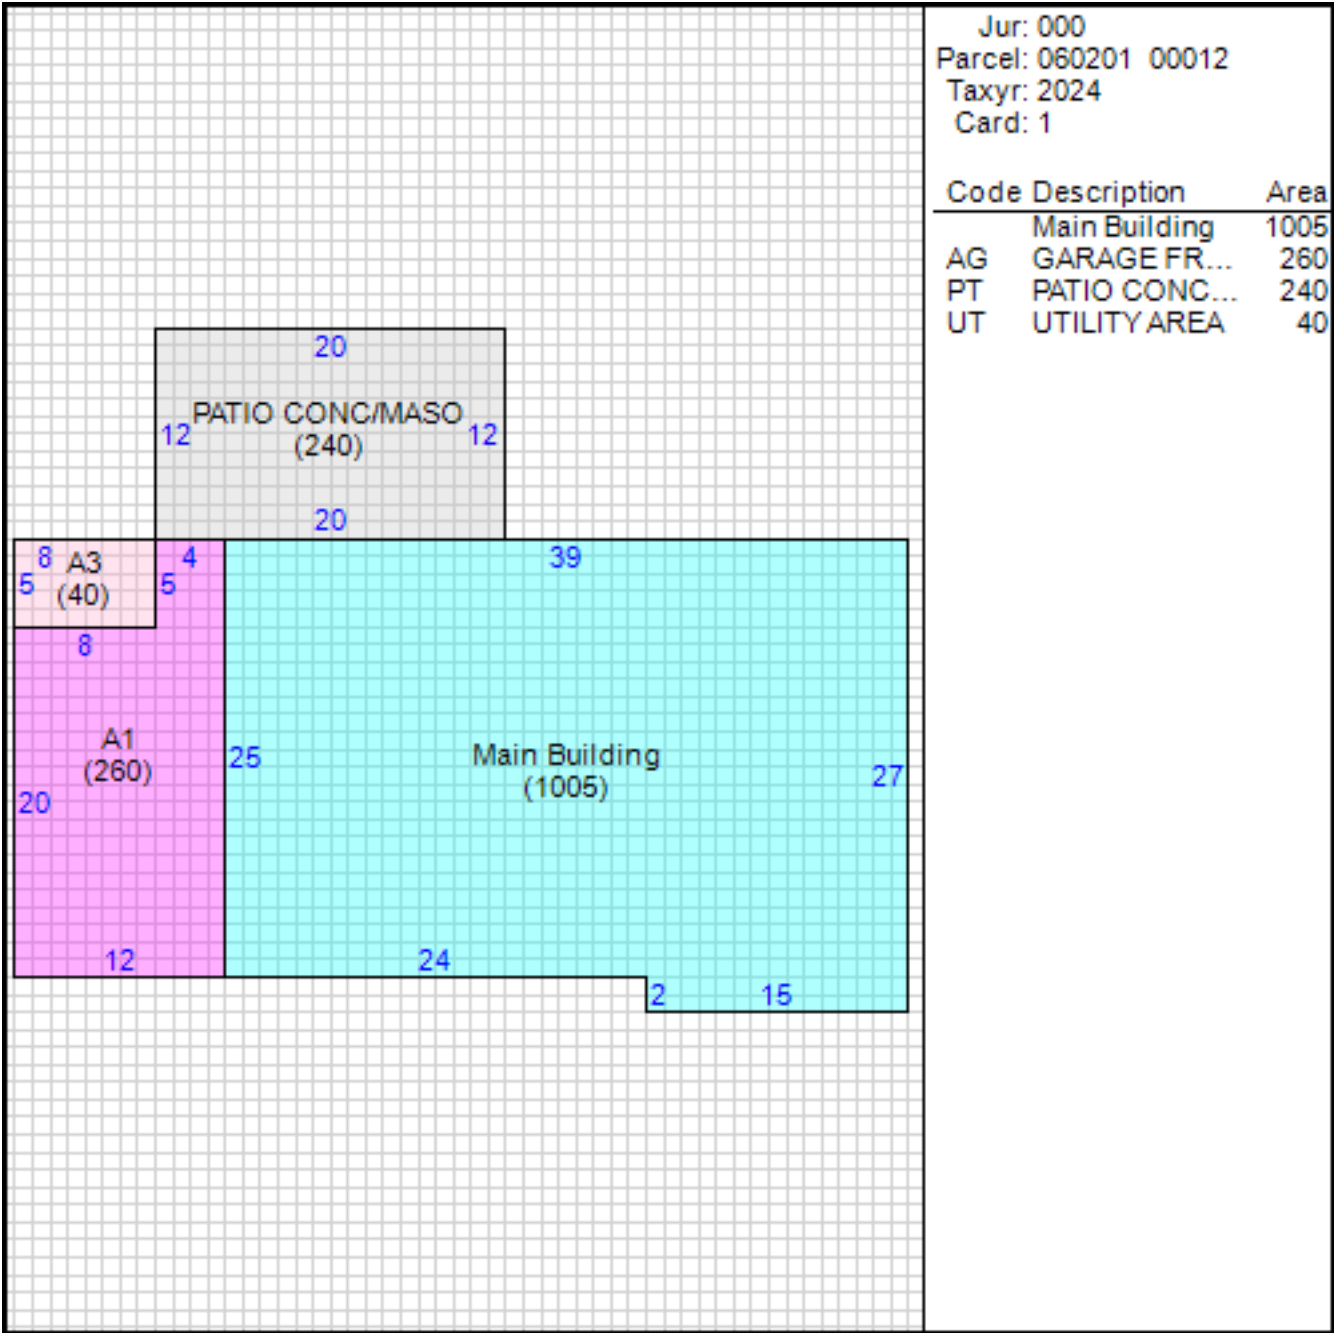 Jur: 000
Parcel: 060201 00012
Taxyr: 2024
Card: 1
Code Description Area
Main Building 1005
AG GARAGE FR... 260
PT PATIO CONC... 240
UT UTILITY AREA 40
20
PATIO CONC/MASO
12 12
(240)
20
8 A3 4 39
5 (40) 5
8
A1
(260)
25 Main Building
(1005) 27
20
12 24
2 15